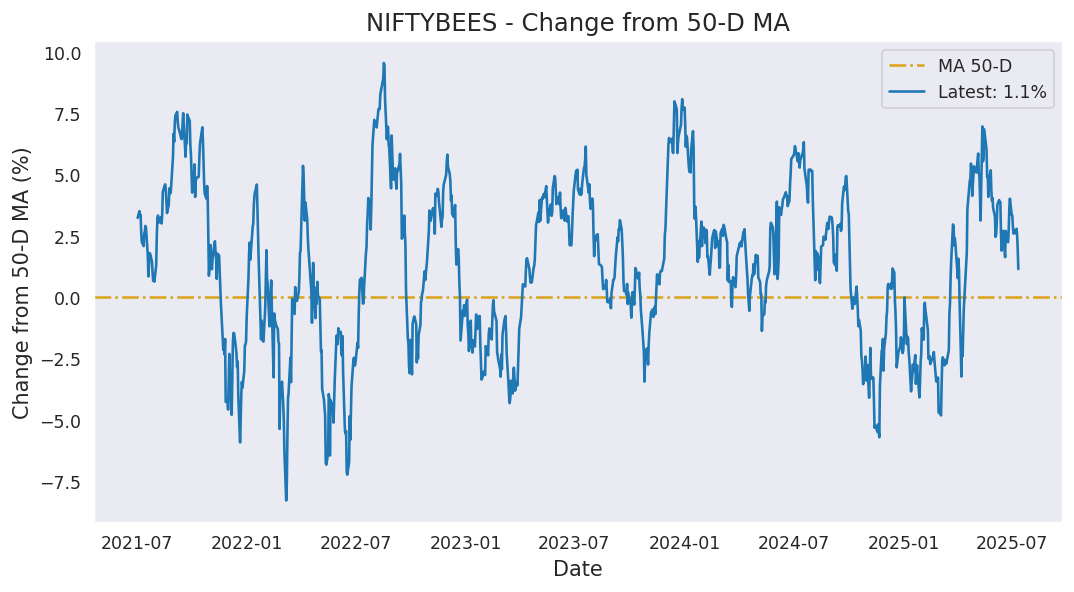 NIFTYBEES - Change from 50-D MA
MA 50-D
Latest: 1.1%
Change from 50-D MA (%)
10.0
7.5
5.0
2.5
0.0
−2.5
−5.0
−7.5
2021-07 2022-01 2022-07 2023-01 2023-07 2024-01 2024-07 2025-01 2025-07
Date